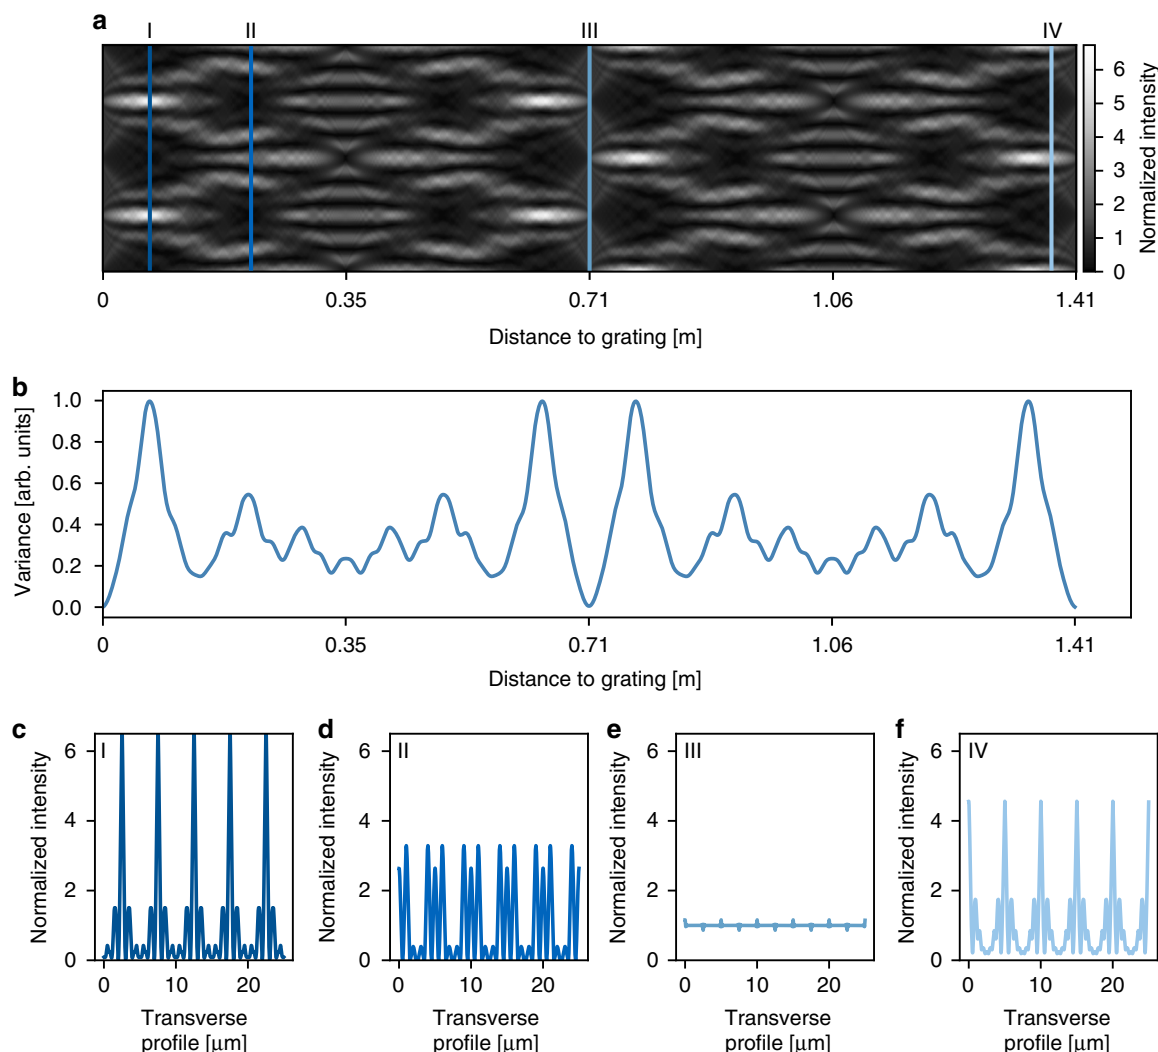 a
I II III IV
6
5
4
3
2
1
0
Normalized intensity
0 0.35 0.71 1.06 1.41
Distance to grating [m]
b
Variance [arb. units]
1.0
0.8
0.6
0.4
0.2
0.0
0 0.35 0.71 1.06 1.41
Distance to grating [m]
c
Normalized intensity
I
6
4
2
0
0 10 20
Transverse
profile [μm]
d
Normalized intensity
II
6
4
2
0
0 10 20
Transverse
profile [μm]
e
Normalized intensity
III
6
4
2
0
0 10 20
Transverse
profile [μm]
f
Normalized intensity
IV
6
4
2
0
0 10 20
Transverse
profile [μm]